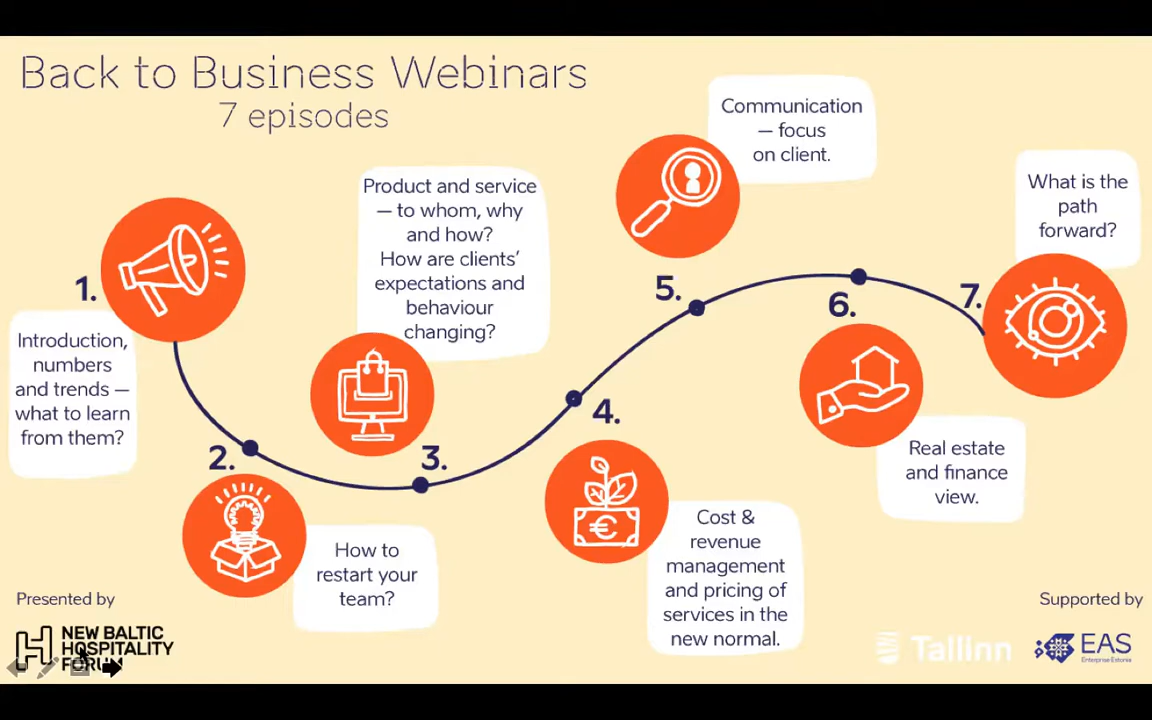 Back to Business Webinars
7 episodes
1.
Introduction,
numbers
and trends —
what to learn
from them?
2.
How to
restart your
team?
Product and service
— to whom, why
and how?
How are clients'
expectations and
behaviour
changing?
3.
4.
€
Cost &
revenue
management
and pricing of
services in the
new normal.
Communication
— focus
on client.
5.
6.
Real estate
and finance
view.
What is the
path
forward?
7.
Presented by
NEW BALTIC
HOSPITALITY
FORUM
Supported by
Tallinn
EAS
Enterprise Estonia